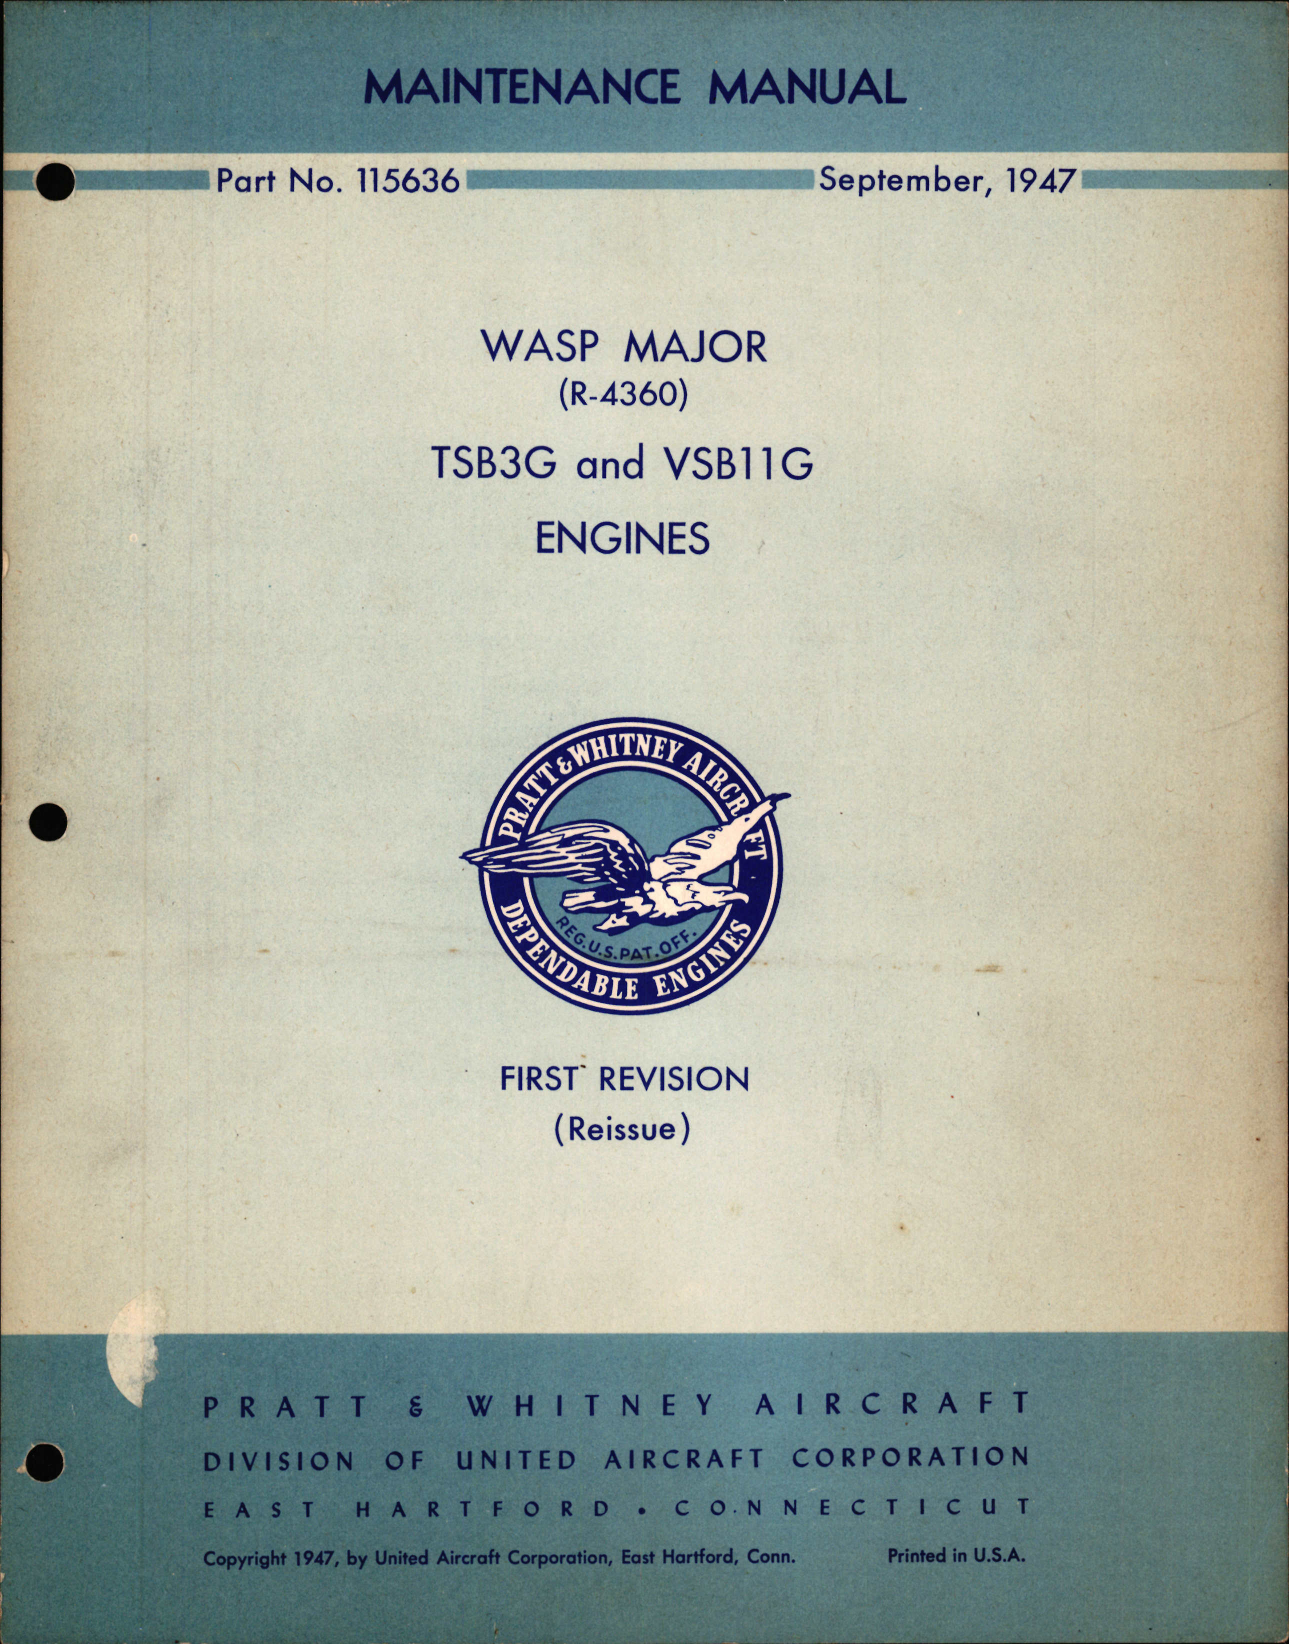 MAINTENANCE MANUAL
Part No. 115636 September, 1947
WASP MAJOR
(R-4360)
TSB3G and VSB11G
ENGINES
PRATT & WHITNEY AIRCRAFT
REG. U.S. PAT. OFF.
DEPENDABLE ENGINES
FIRST REVISION
(Reissue)
PRATT & WHITNEY AIRCRAFT
DIVISION OF UNITED AIRCRAFT CORPORATION
EAST HARTFORD • CONNECTICUT
Copyright 1947, by United Aircraft Corporation, East Hartford, Conn. Printed in U.S.A.